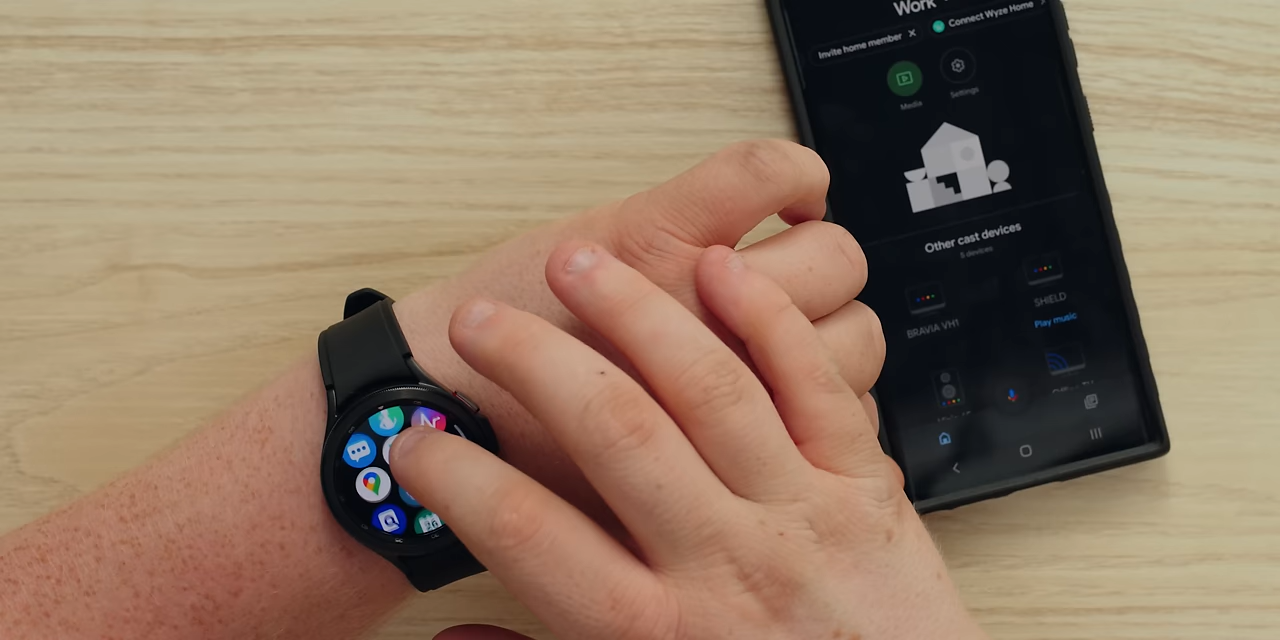 Work
Invite home member
Connect Wyze Home
Media
Settings
Other cast devices
5 devices
BRAVIA VH1
SHIELD
Play music
26